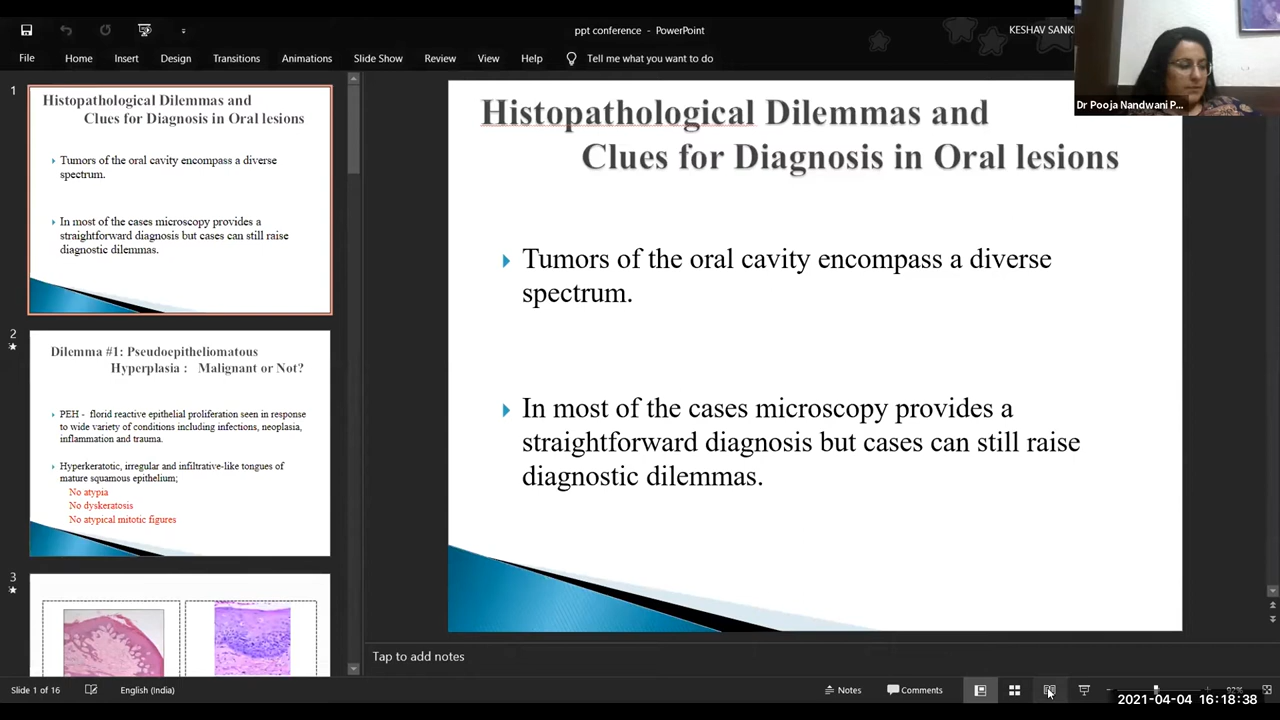 ppt conference - PowerPoint
KESHAV SANK
File Home Insert Design Transitions Animations Slide Show Review View Help Tell me what you want to do
Dr Pooja Nandwani P...
1
Histopathological Dilemmas and
Clues for Diagnosis in Oral lesions
Tumors of the oral cavity encompass a diverse
spectrum.
In most of the cases microscopy provides a
straightforward diagnosis but cases can still raise
diagnostic dilemmas.
2
Dilemma #1: Pseudoepitheliomatous
Hyperplasia : Malignant or Not?
PEH - florid reactive epithelial proliferation seen in response
to wide variety of conditions including infections, neoplasia,
inflammation and trauma.
Hyperkeratotic, irregular and infiltrative-like tongues of
mature squamous epithelium;
No atypia
No dyskeratosis
No atypical mitotic figures
3
Histopathological Dilemmas and
Clues for Diagnosis in Oral lesions
Tumors of the oral cavity encompass a diverse
spectrum.
In most of the cases microscopy provides a
straightforward diagnosis but cases can still raise
diagnostic dilemmas.
Tap to add notes
Slide 1 of 16 English (India) Notes Comments
2021-04-04 16:18:38